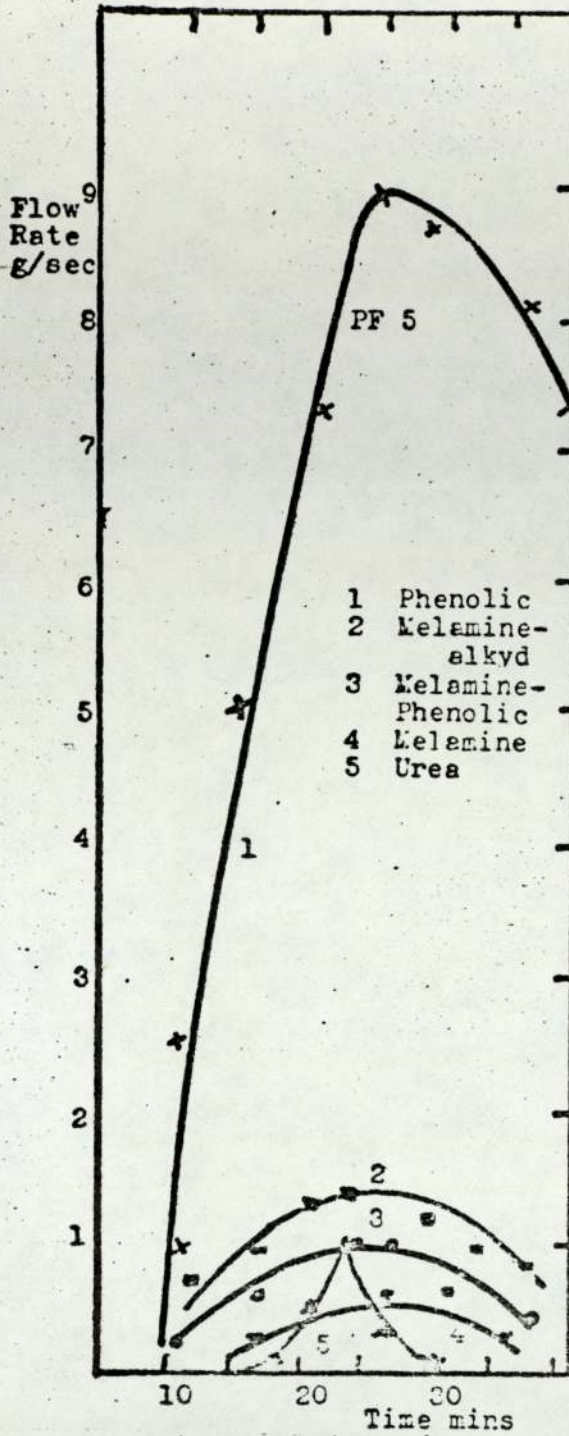 Flow
Rate
g/sec
9
8
7
6
5
4
3
2
1
PF 5
1 Phenolic
2 Melamine-
alkyd
3 Melamine-
Phenolic
4 Melamine
5 Urea
1
2
3
5
4
10 20 30
Time mins